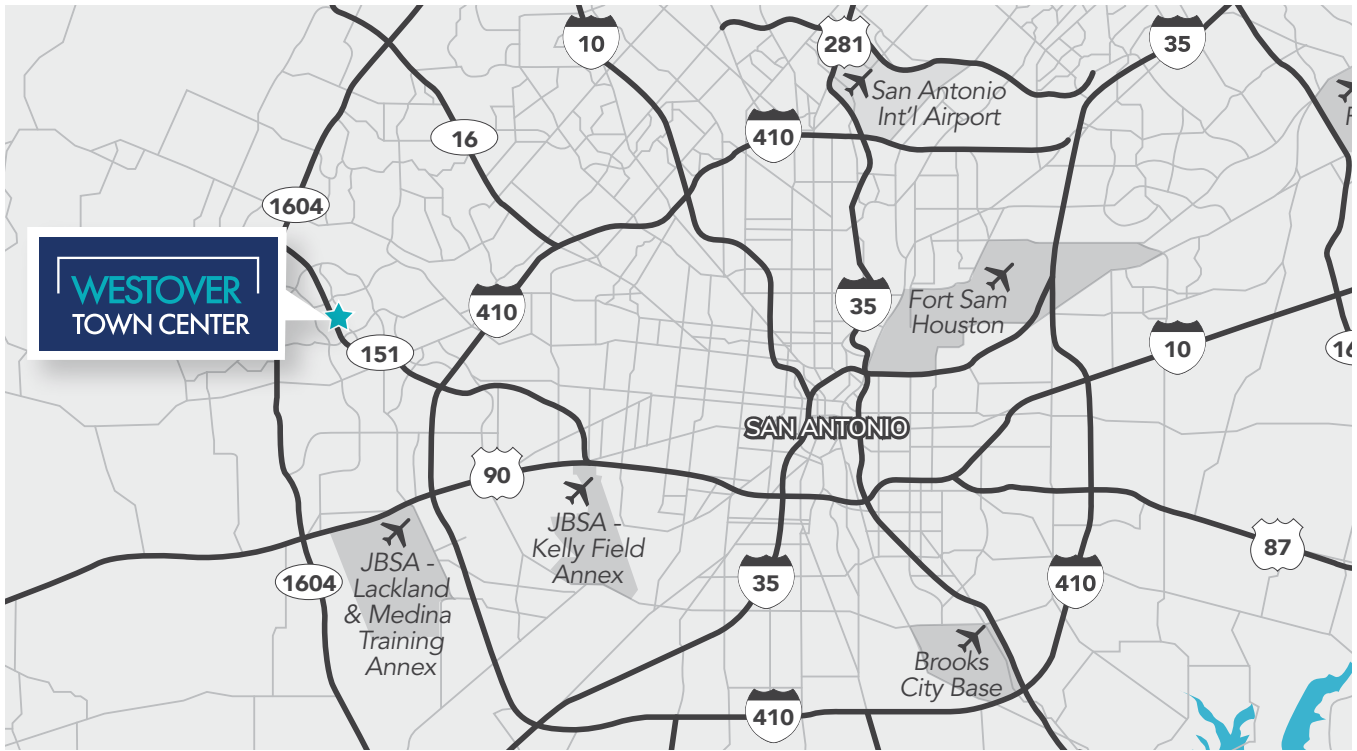 10
281
35
San Antonio
Int'l Airport
16
410
1604
WESTOVER
TOWN CENTER
410
35
Fort Sam
Houston
151
10
SAN ANTONIO
90
JBSA -
Kelly Field
Annex
87
JBSA -
Lackland
& Medina
Training
Annex
1604
35
410
Brooks
City Base
410